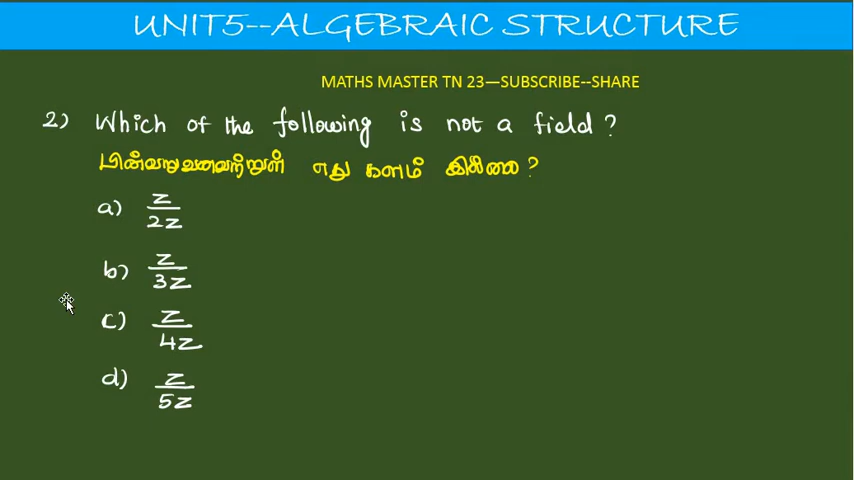 UNIT5--ALGEBRAIC STRUCTURE
MATHS MASTER TN 23—SUBSCRIBE--SHARE
2) Which of the following is not a field ?
பின்வருவனவற்றுள் எது களம் இல்லை ?
a) z
2z
b) z
3z
c) z
4z
d) z
5z